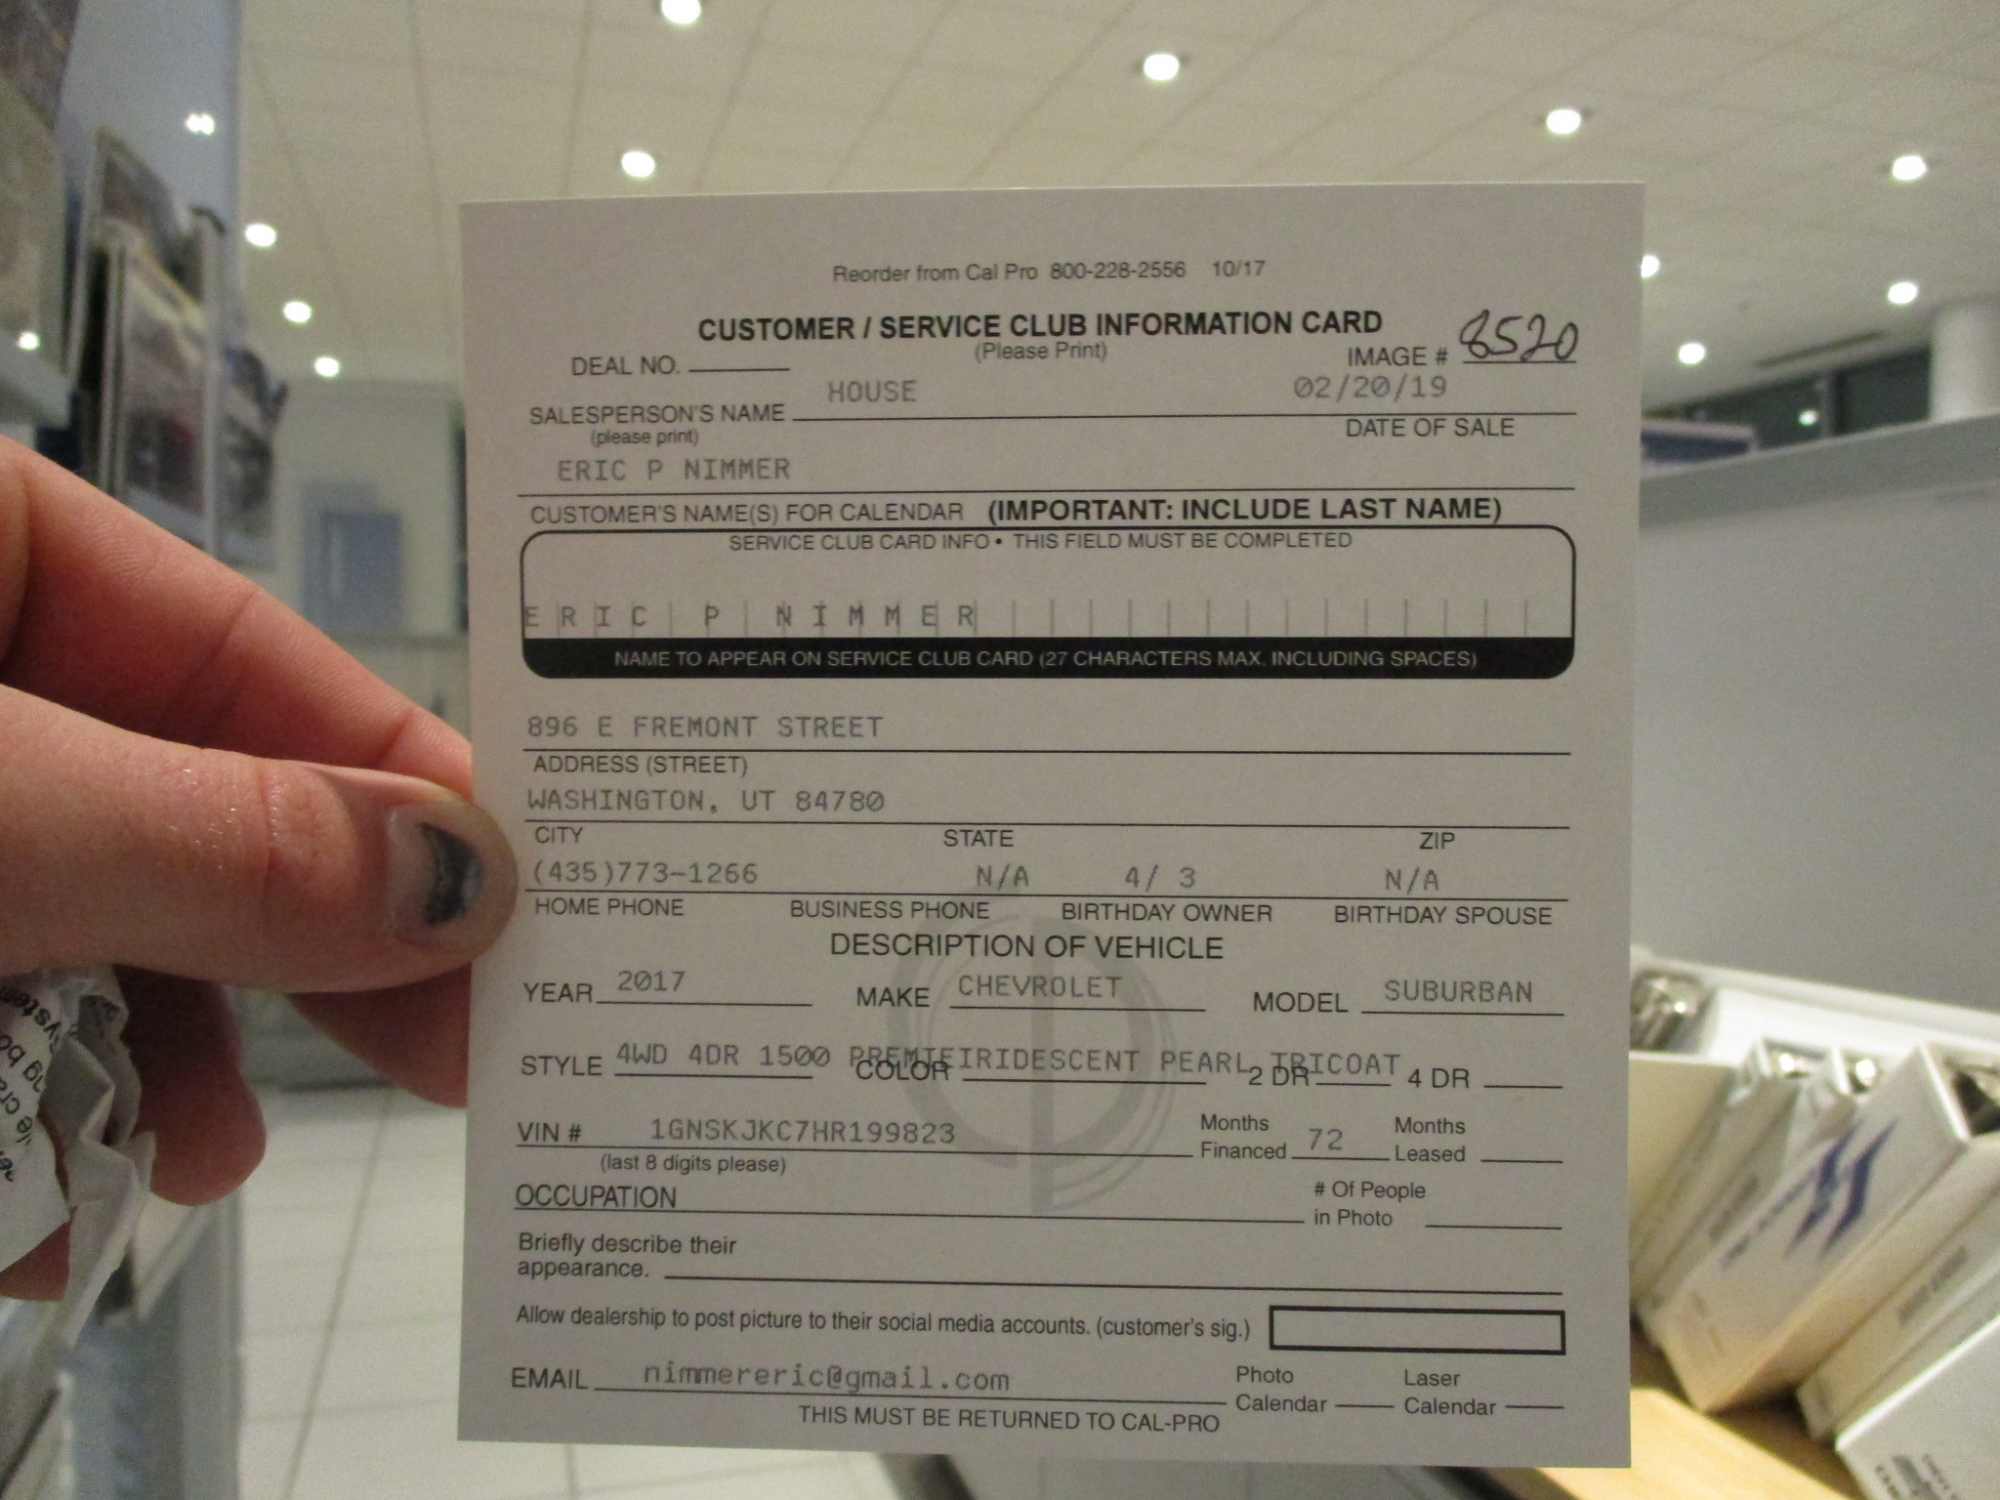 Reorder from Cal Pro 800-228-2556 10/17
CUSTOMER / SERVICE CLUB INFORMATION CARD
(Please Print)
DEAL NO. IMAGE # 8520
HOUSE 02/20/19
SALESPERSON'S NAME DATE OF SALE
(please print)
ERIC P NIMMER
CUSTOMER'S NAME(S) FOR CALENDAR (IMPORTANT: INCLUDE LAST NAME)
SERVICE CLUB CARD INFO • THIS FIELD MUST BE COMPLETED
ERIC P NIMMER
NAME TO APPEAR ON SERVICE CLUB CARD (27 CHARACTERS MAX. INCLUDING SPACES)
896 E FREMONT STREET
ADDRESS (STREET)
WASHINGTON, UT 84780
CITY STATE ZIP
(435)773-1266 N/A 4/ 3 N/A
HOME PHONE BUSINESS PHONE BIRTHDAY OWNER BIRTHDAY SPOUSE
DESCRIPTION OF VEHICLE
YEAR 2017 MAKE CHEVROLET MODEL SUBURBAN
4WD 4DR 1500 PREMIEIRIDESCENT PEARL TRICOAT
STYLE COLOR 2 DR 4 DR
VIN # 1GNSKJKC7HR199823 Months Financed 72 Months Leased
(last 8 digits please)
OCCUPATION # Of People in Photo
Briefly describe their
appearance.
Allow dealership to post picture to their social media accounts. (customer's sig.)
EMAIL nimmereric@gmail.com Photo Calendar Laser Calendar
THIS MUST BE RETURNED TO CAL-PRO